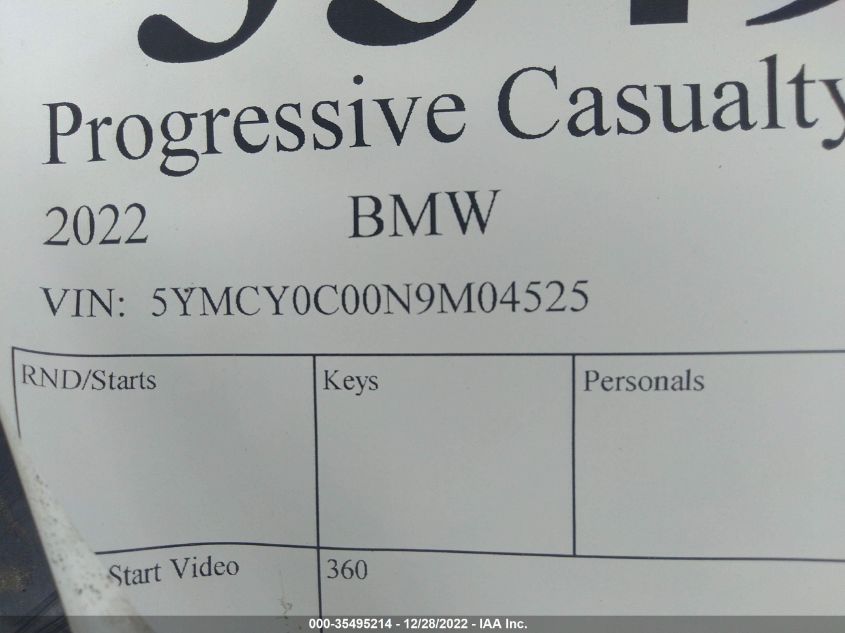 Progressive Casualty
2022 BMW
VIN: 5YMCY0C00N9M04525
RND/Starts Keys Personals
Start Video 360
000-35495214 - 12/28/2022 - IAA Inc.